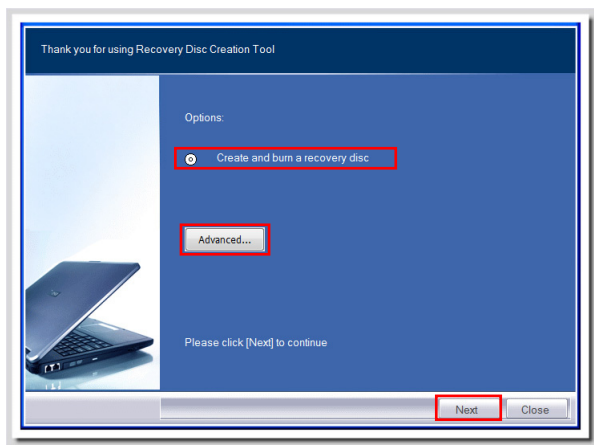 Thank you for using Recovery Disc Creation Tool
Options:
Create and burn a recovery disc
Advanced...
Please click [Next] to continue
Next
Close